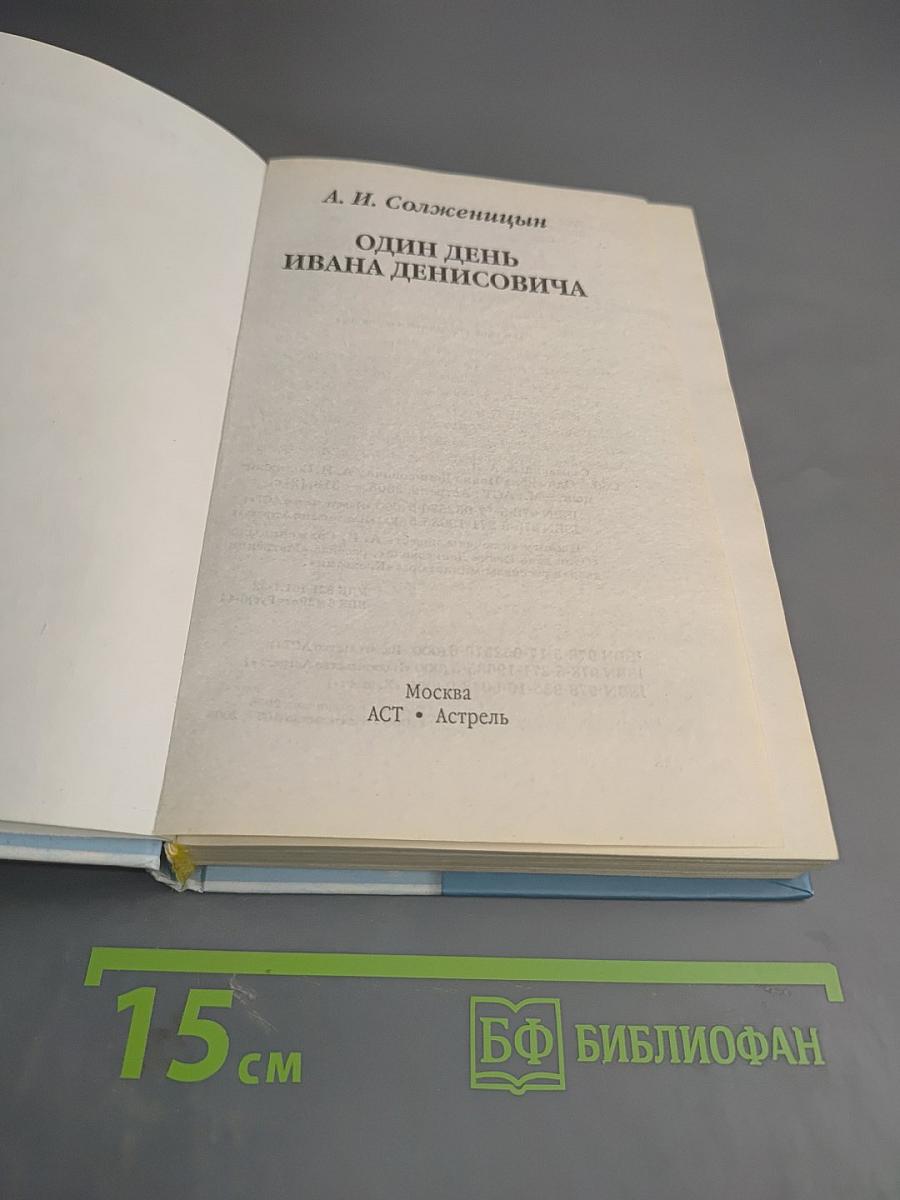 А. И. Солженицын
ОДИН ДЕНЬ
ИВАНА ДЕНИСОВИЧА
Москва
АСТ • Астрель
15 см
БФ БИБЛИОФАН